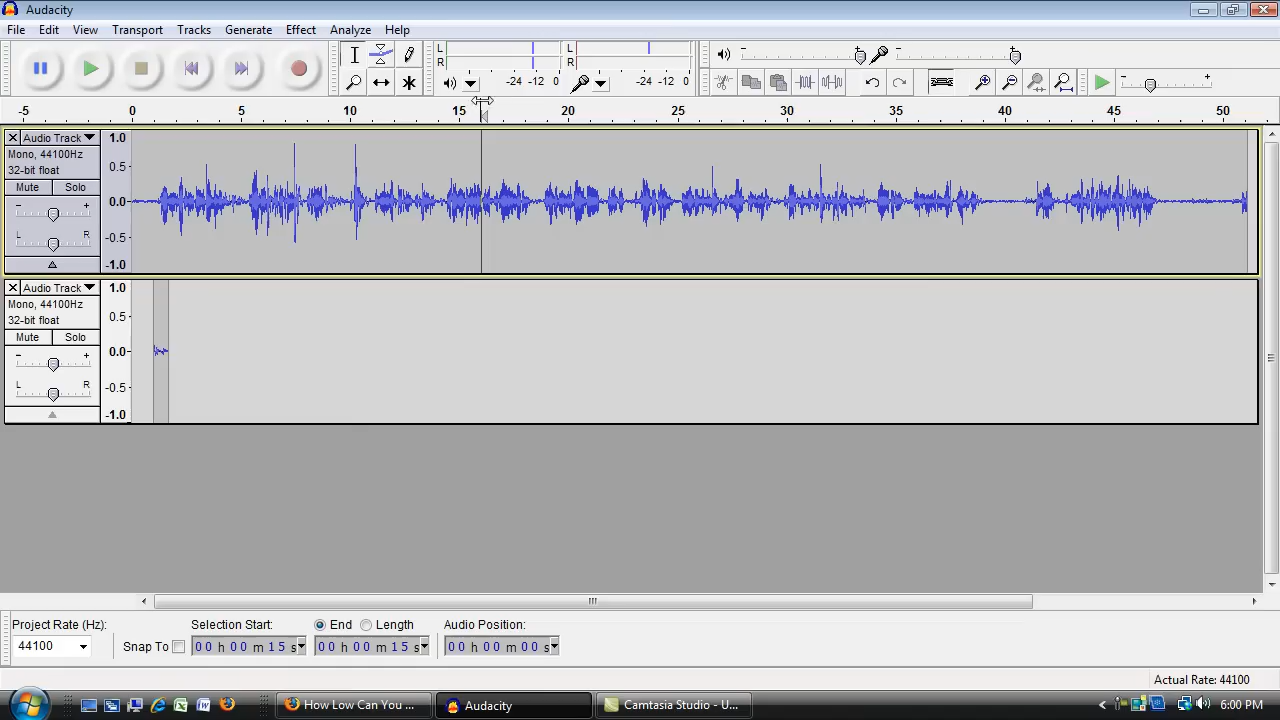 Audacity
File Edit View Transport Tracks Generate Effect Analyze Help
L
R
-24 -12 0
L
R
-24 -12 0
-5 0 5 10 15 20 25 30 35 40 45 50
Audio Track
Mono, 44100Hz
32-bit float
Mute Solo
- +
L R
1.0
0.5
0.0
-0.5
-1.0
Audio Track
Mono, 44100Hz
32-bit float
Mute Solo
- +
L R
1.0
0.5
0.0
-0.5
-1.0
Project Rate (Hz):
44100
Snap To
Selection Start:
00 h 00 m 15 s
End Length
00 h 00 m 15 s
Audio Position:
00 h 00 m 00 s
Actual Rate: 44100
How Low Can You ...
Audacity
Camtasia Studio - U...
6:00 PM